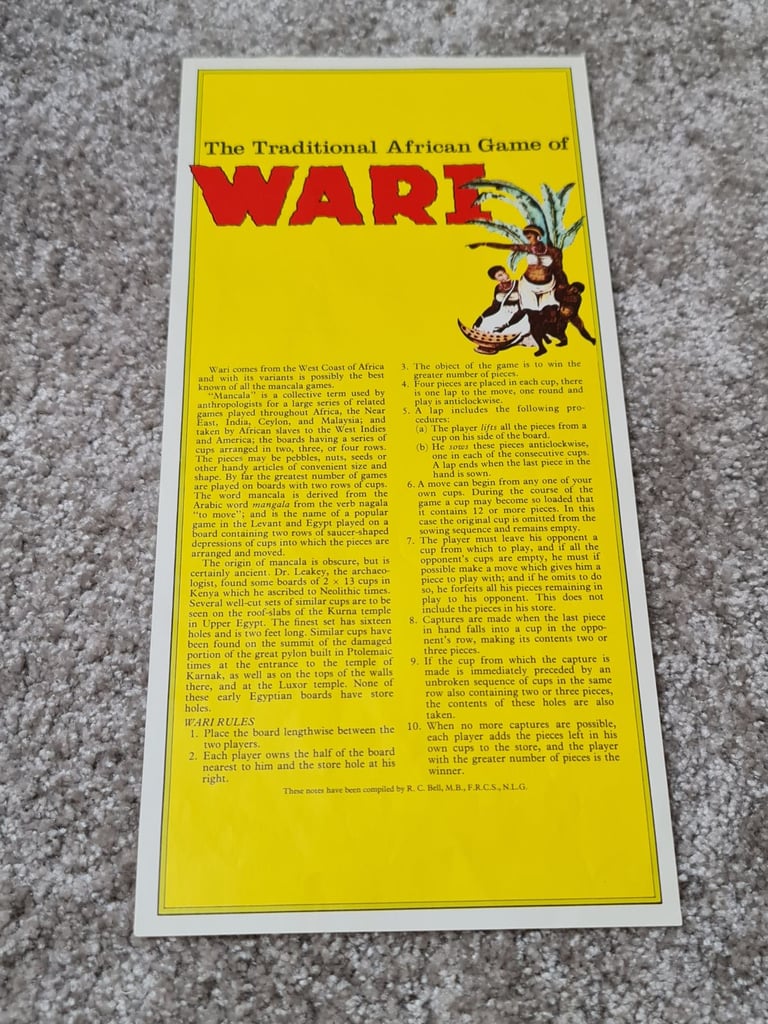 The Traditional African Game of
WARI
Wari comes from the West Coast of Africa
and with its variants is possibly the best
known of all the mancala games.
"Mancala" is a collective term used by
anthropologists for a large series of related
games played throughout Africa, the Near
East, India, Ceylon, and Malaysia; and
taken by African slaves to the West Indies
and America; the boards having a series of
cups arranged in two, three, or four rows.
The pieces may be pebbles, nuts, seeds or
other handy articles of convenient size and
shape. By far the greatest number of games
are played on boards with two rows of cups.
The word mancala is derived from the
Arabic word mangala from the verb nagala
"to move"; and is the name of a popular
game in the Levant and Egypt played on a
board containing two rows of saucer-shaped
depressions of cups into which the pieces are
arranged and moved.
The origin of mancala is obscure, but is
certainly ancient. Dr. Leakey, the archaeo-
logist, found some boards of 2 × 13 cups in
Kenya which he ascribed to Neolithic times.
Several well-cut sets of similar cups are to be
seen on the roof-slabs of the Kurna temple
in Upper Egypt. The finest set has sixteen
holes and is two feet long. Similar cups have
been found on the summit of the damaged
portion of the great pylon built in Ptolemaic
times at the entrance to the temple of
Karnak, as well as on the tops of the walls
there, and at the Luxor temple. None of
these early Egyptian boards have store
holes.
WARI RULES
1. Place the board lengthwise between the
two players.
2. Each player owns the half of the board
nearest to him and the store hole at his
right.
3. The object of the game is to win the
greater number of pieces.
4. Four pieces are placed in each cup, there
is one lap to the move, one round and
play is anticlockwise.
5. A lap includes the following pro-
cedures:
(a) The player lifts all the pieces from a
cup on his side of the board.
(b) He sows these pieces anticlockwise,
one in each of the consecutive cups.
A lap ends when the last piece in the
hand is sown.
6. A move can begin from any one of your
own cups. During the course of the
game a cup may become so loaded that
it contains 12 or more pieces. In this
case the original cup is omitted from the
sowing sequence and remains empty.
7. The player must leave his opponent a
cup from which to play, and if all the
opponent's cups are empty, he must if
possible make a move which gives him a
piece to play with; and if he omits to do
so, he forfeits all his pieces remaining in
play to his opponent. This does not
include the pieces in his store.
8. Captures are made when the last piece
in hand falls into a cup in the oppo-
nent's row, making its contents two or
three pieces.
9. If the cup from which the capture is
made is immediately preceded by an
unbroken sequence of cups in the same
row also containing two or three pieces,
the contents of these holes are also
taken.
10. When no more captures are possible,
each player adds the pieces left in his
own cups to the store, and the player
with the greater number of pieces is the
winner.
These notes have been compiled by R. C. Bell, M.B., F.R.C.S., N.L.G.